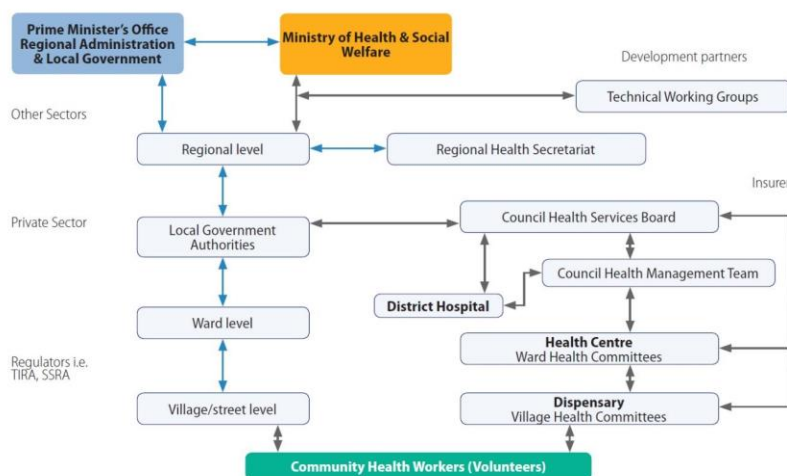 Prime Minister's Office
Regional Administration
& Local Government
Ministry of Health & Social
Welfare
Development partners
Technical Working Groups
Other Sectors
Regional level
Regional Health Secretariat
Private Sector
Local Government
Authorities
Council Health Services Board
Council Health Management Team
District Hospital
Ward level
Health Centre
Ward Health Committees
Regulators i.e.
TIRA, SSRA
Village/street level
Dispensary
Village Health Committees
Community Health Workers (Volunteers)